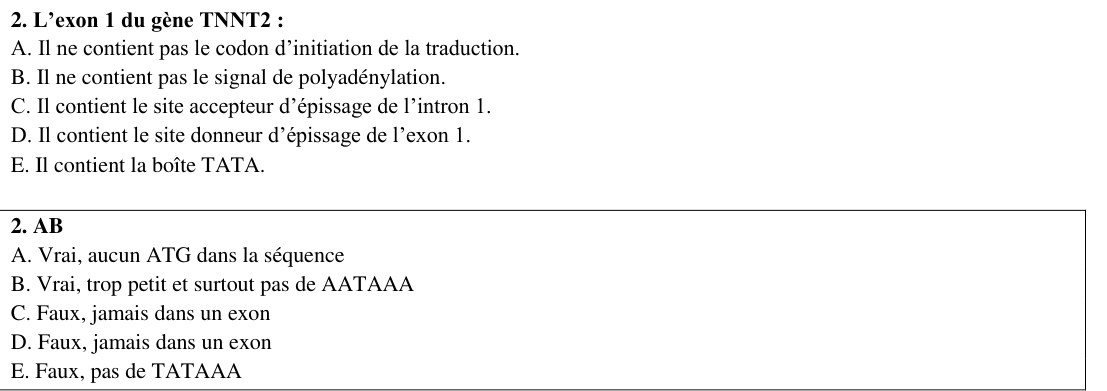 2. L’exon 1 du gène TNNT2 :
A. Il ne contient pas le codon d’initiation de la traduction.
B. Il ne contient pas le signal de polyadénylation.
C. Il contient le site accepteur d’épissage de l’intron 1.
D. Il contient le site donneur d’épissage de l’exon 1.
E. Il contient la boîte TATA.
2. AB
A. Vrai, aucun ATG dans la séquence
B. Vrai, trop petit et surtout pas de AATAAA
C. Faux, jamais dans un exon
D. Faux, jamais dans un exon
E. Faux, pas de TATAAA